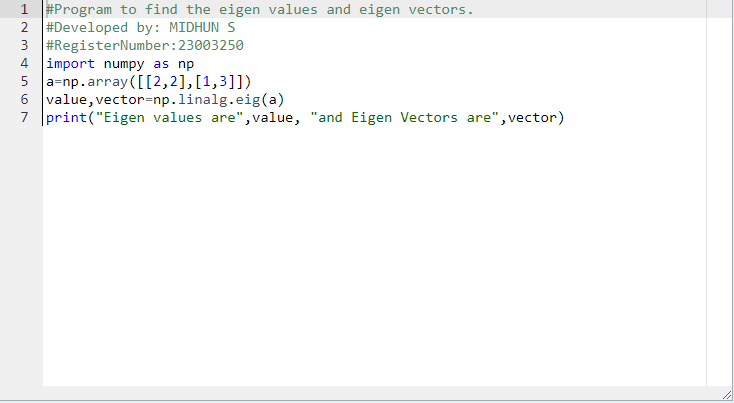 1 #Program to find the eigen values and eigen vectors.
2 #Developed by: MIDHUN S
3 #RegisterNumber:23003250
4 import numpy as np
5 a=np.array([[2,2],[1,3]])
6 value,vector=np.linalg.eig(a)
7 print("Eigen values are",value, "and Eigen Vectors are",vector)